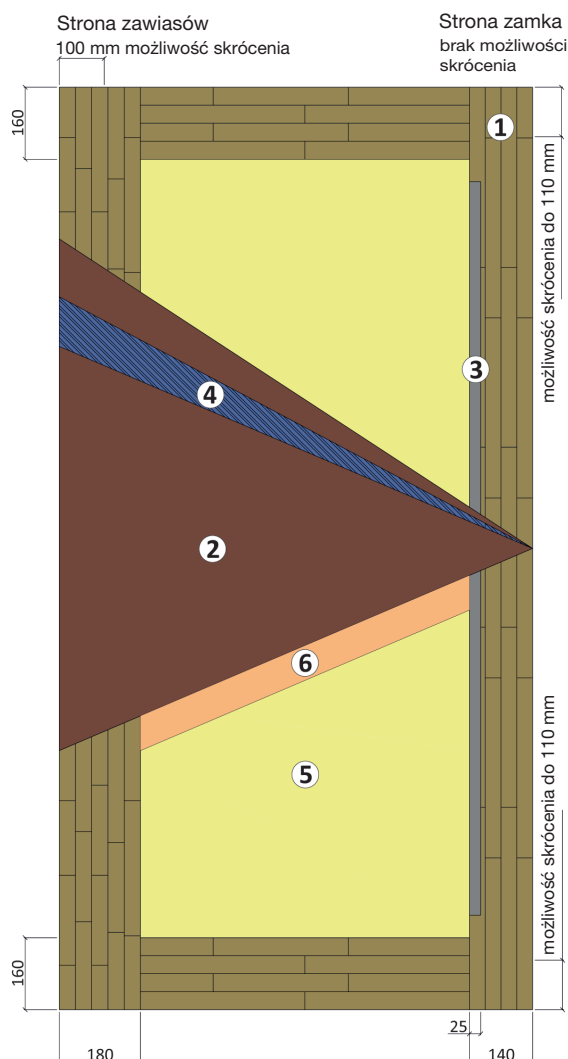 Strona zawiasów
100 mm możliwość skrócenia
Strona zamka
brak możliwości
skrócenia
160
1
możliwość skrócenia do 110 mm
3
4
2
6
5
możliwość skrócenia do 110 mm
160
180
25
140